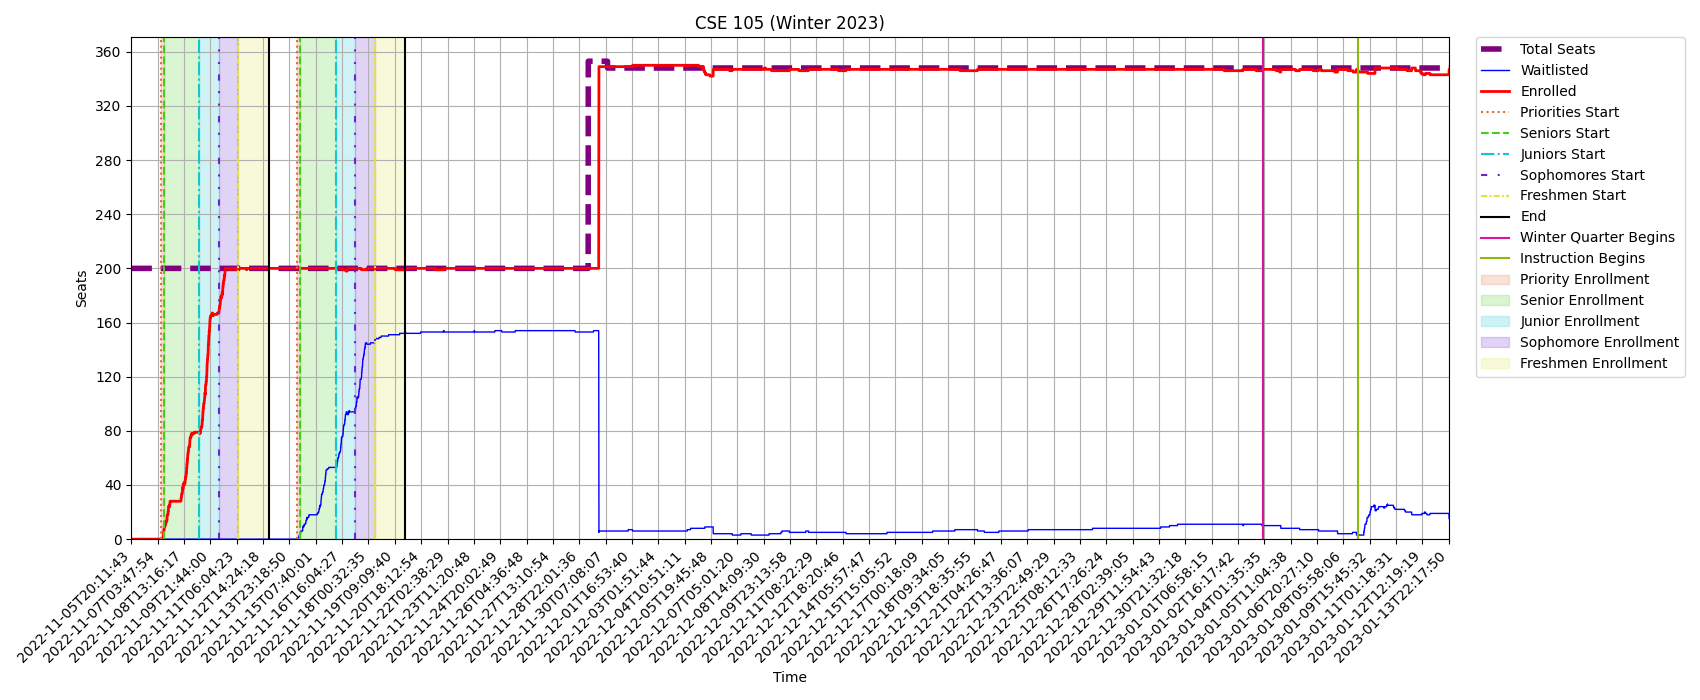 CSE 105 (Winter 2023)
Seats
360
320
280
240
200
160
120
80
40
0
2022-11-05T20:11:43
2022-11-07T03:47:54
2022-11-08T13:16:17
2022-11-09T21:44:00
2022-11-11T06:04:23
2022-11-12T14:24:18
2022-11-13T23:18:50
2022-11-15T07:40:01
2022-11-16T16:04:27
2022-11-18T00:32:35
2022-11-19T09:09:40
2022-11-20T18:12:54
2022-11-22T02:38:29
2022-11-23T11:20:48
2022-11-24T20:02:49
2022-11-26T04:36:48
2022-11-27T13:10:54
2022-11-28T22:01:36
2022-11-30T07:08:07
2022-12-01T16:53:40
2022-12-03T01:51:44
2022-12-04T10:51:11
2022-12-05T19:45:48
2022-12-07T05:01:20
2022-12-08T14:09:30
2022-12-09T23:13:58
2022-12-11T08:22:29
2022-12-12T18:20:46
2022-12-14T05:57:47
2022-12-15T15:05:52
2022-12-17T00:18:09
2022-12-18T09:34:05
2022-12-19T18:35:55
2022-12-21T04:26:47
2022-12-22T13:36:07
2022-12-23T22:49:29
2022-12-25T08:12:33
2022-12-26T17:26:24
2022-12-28T02:39:05
2022-12-29T11:54:43
2022-12-30T21:32:18
2023-01-01T06:58:15
2023-01-02T16:17:42
2023-01-04T01:35:35
2023-01-05T11:04:38
2023-01-06T20:27:10
2023-01-08T05:58:06
2023-01-09T15:45:32
2023-01-11T01:18:31
2023-01-12T12:19:19
2023-01-13T22:17:50
Time
Total Seats
Waitlisted
Enrolled
Priorities Start
Seniors Start
Juniors Start
Sophomores Start
Freshmen Start
End
Winter Quarter Begins
Instruction Begins
Priority Enrollment
Senior Enrollment
Junior Enrollment
Sophomore Enrollment
Freshmen Enrollment